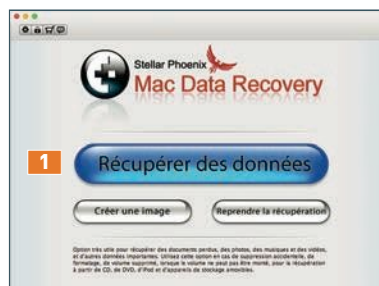 Stellar Phoenix
Mac Data Recovery
1
Récupérer des données
Créer une image
Reprendre la récupération
Option très utile pour récupérer des documents perdus, des photos, des musiques et des vidéos,
et d'autres données importantes. Utilisez cette option en cas de suppression accidentelle, de
formatage, de volume supprimé, lorsque le volume ne peut pas être monté, pour la récupération
à partir de CD, de DVD, d'iPod et d'appareils de stockage amovibles.